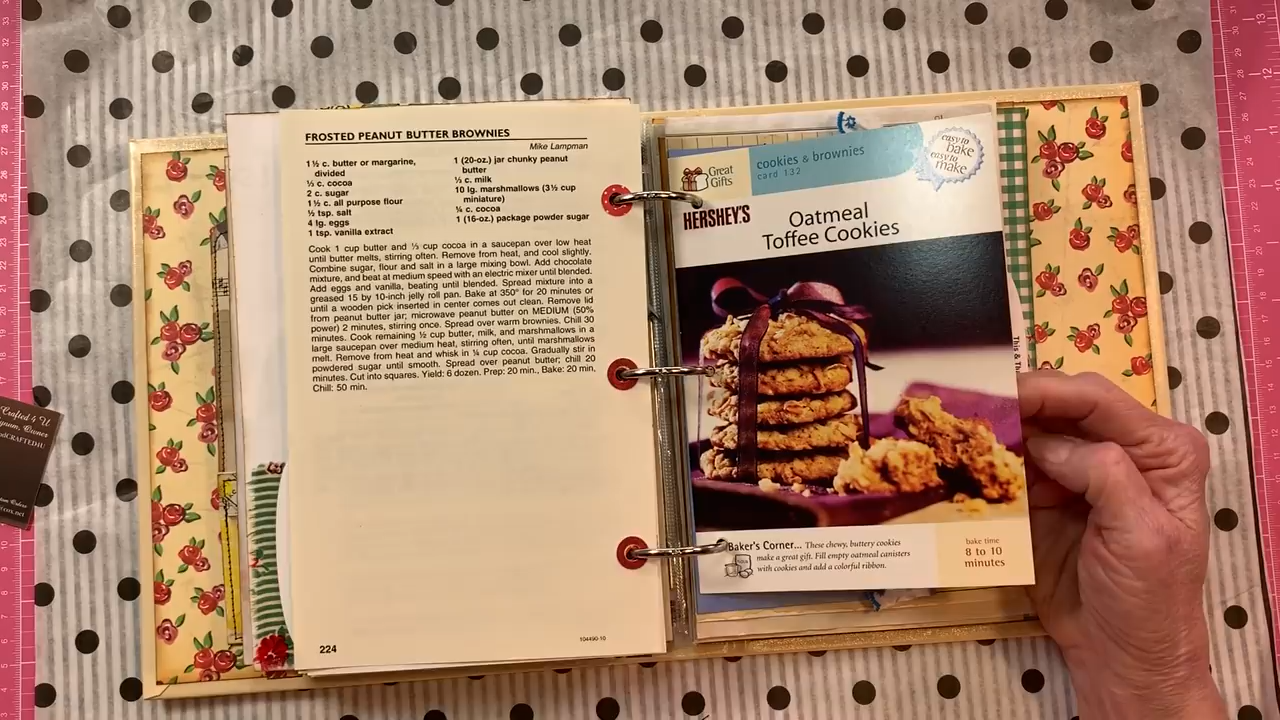 FROSTED PEANUT BUTTER BROWNIES
Mike Lampman
1 ½ c. butter or margarine,
divided
⅓ c. cocoa
2 c. sugar
1 ½ c. all purpose flour
½ tsp. salt
4 lg. eggs
1 tsp. vanilla extract
1 (20-oz.) jar chunky peanut
butter
⅓ c. milk
10 lg. marshmallows (3½ cup
miniature)
¼ c. cocoa
1 (16-oz.) package powder sugar
Cook 1 cup butter and ⅓ cup cocoa in a saucepan over low heat
until butter melts, stirring often. Remove from heat, and cool slightly.
Combine sugar, flour and salt in a large mixing bowl. Add chocolate
mixture, and beat at medium speed with an electric mixer until blended.
Add eggs and vanilla, beating until blended. Spread mixture into a
greased 15 by 10-inch jelly roll pan. Bake at 350° for 20 minutes or
until a wooden pick inserted in center comes out clean. Remove lid
from peanut butter jar; microwave peanut butter on MEDIUM (50%
power) 2 minutes, stirring once. Spread over warm brownies. Chill 30
minutes. Cook remaining ½ cup butter, milk, and marshmallows in a
large saucepan over medium heat, stirring often, until marshmallows
melt. Remove from heat and whisk in ¼ cup cocoa. Gradually stir in
powdered sugar until smooth. Spread over peanut butter; chill 20
minutes. Cut into squares. Yield: 6 dozen. Prep: 20 min., Bake: 20 min,
Chill: 50 min.
224
104490-10
Great
Gifts
cookies & brownies
card 132
easy to
bake
easy to
make
HERSHEY'S
Oatmeal
Toffee Cookies
Baker's Corner... These chewy, buttery cookies
make a great gift. Fill empty oatmeal canisters
with cookies and add a colorful ribbon.
bake time
8 to 10
minutes
This & Th
Crafted 4 U
Owner